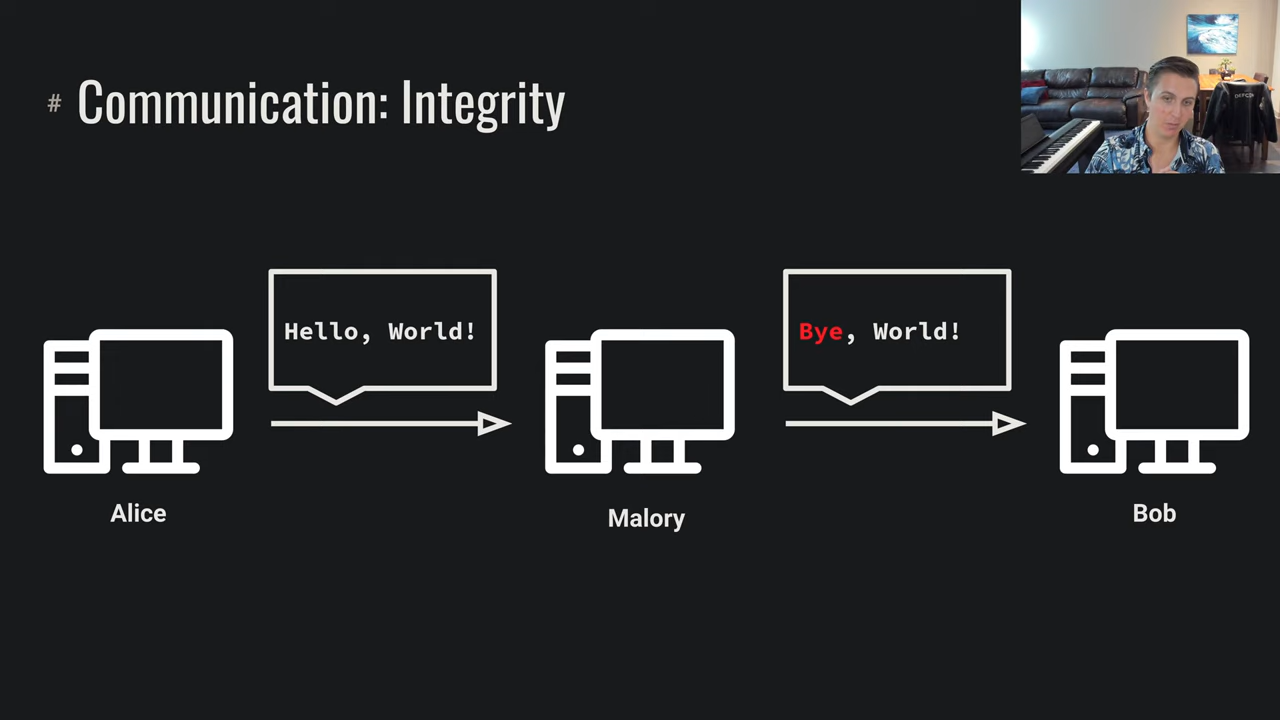 # Communication: Integrity
Hello, World!
Bye, World!
Alice
Malory
Bob